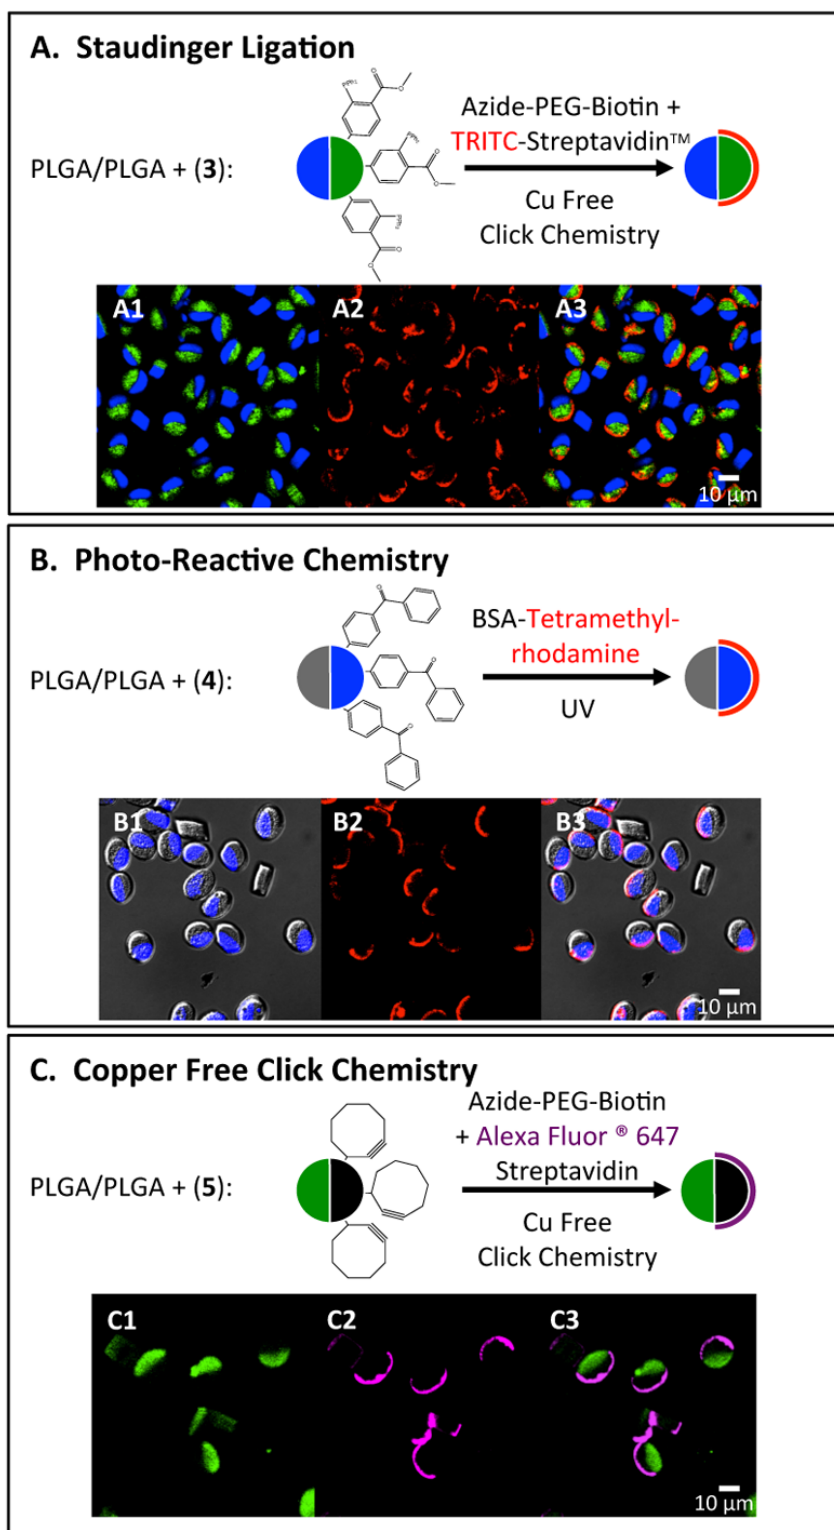 A. Staudinger Ligation
PLGA/PLGA + (3):
Azide-PEG-Biotin +
TRITC-Streptavidin™
Cu Free
Click Chemistry
A1
A2
A3
10 µm
B. Photo-Reactive Chemistry
PLGA/PLGA + (4):
BSA-Tetramethyl-
rhodamine
UV
B1
B2
B3
10 µm
C. Copper Free Click Chemistry
PLGA/PLGA + (5):
Azide-PEG-Biotin
+ Alexa Fluor ® 647
Streptavidin
Cu Free
Click Chemistry
C1
C2
C3
10 µm